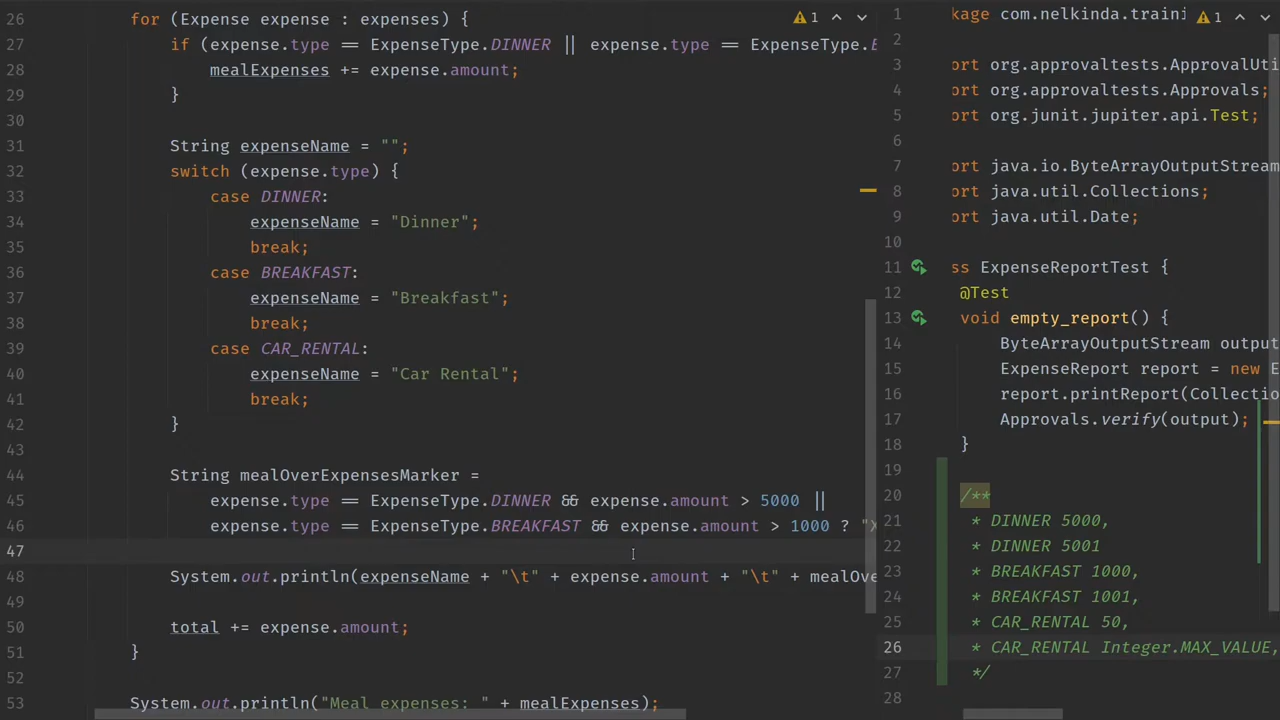 26 for (Expense expense : expenses) {
27 if (expense.type == ExpenseType.DINNER || expense.type == ExpenseType.B
28 mealExpenses += expense.amount;
29 }
30
31 String expenseName = "";
32 switch (expense.type) {
33 case DINNER:
34 expenseName = "Dinner";
35 break;
36 case BREAKFAST:
37 expenseName = "Breakfast";
38 break;
39 case CAR_RENTAL:
40 expenseName = "Car Rental";
41 break;
42 }
43
44 String mealOverExpensesMarker =
45 expense.type == ExpenseType.DINNER && expense.amount > 5000 ||
46 expense.type == ExpenseType.BREAKFAST && expense.amount > 1000 ? "X
47
48 System.out.println(expenseName + "\t" + expense.amount + "\t" + mealOve
49
50 total += expense.amount;
51 }
52
53 System.out.println("Meal expenses: " + mealExpenses);
1
1 kage com.nelkinda.traini
1
2
3 ort org.approvaltests.ApprovalUti
4 ort org.approvaltests.Approvals;
5 ort org.junit.jupiter.api.Test;
6
7 ort java.io.ByteArrayOutputStream
8 ort java.util.Collections;
9 ort java.util.Date;
10
11 ss ExpenseReportTest {
12 @Test
13 void empty_report() {
14 ByteArrayOutputStream output
15 ExpenseReport report = new E
16 report.printReport(Collectio
17 Approvals.verify(output);
18 }
19
20 /**
21 * DINNER 5000,
22 * DINNER 5001
23 * BREAKFAST 1000,
24 * BREAKFAST 1001,
25 * CAR_RENTAL 50,
26 * CAR_RENTAL Integer.MAX_VALUE,
27 */
28